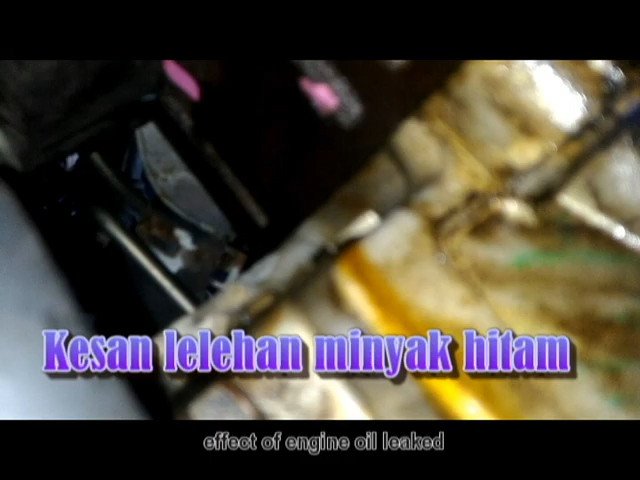 Kesan lelehan minyak hitam
effect of engine oil leaked